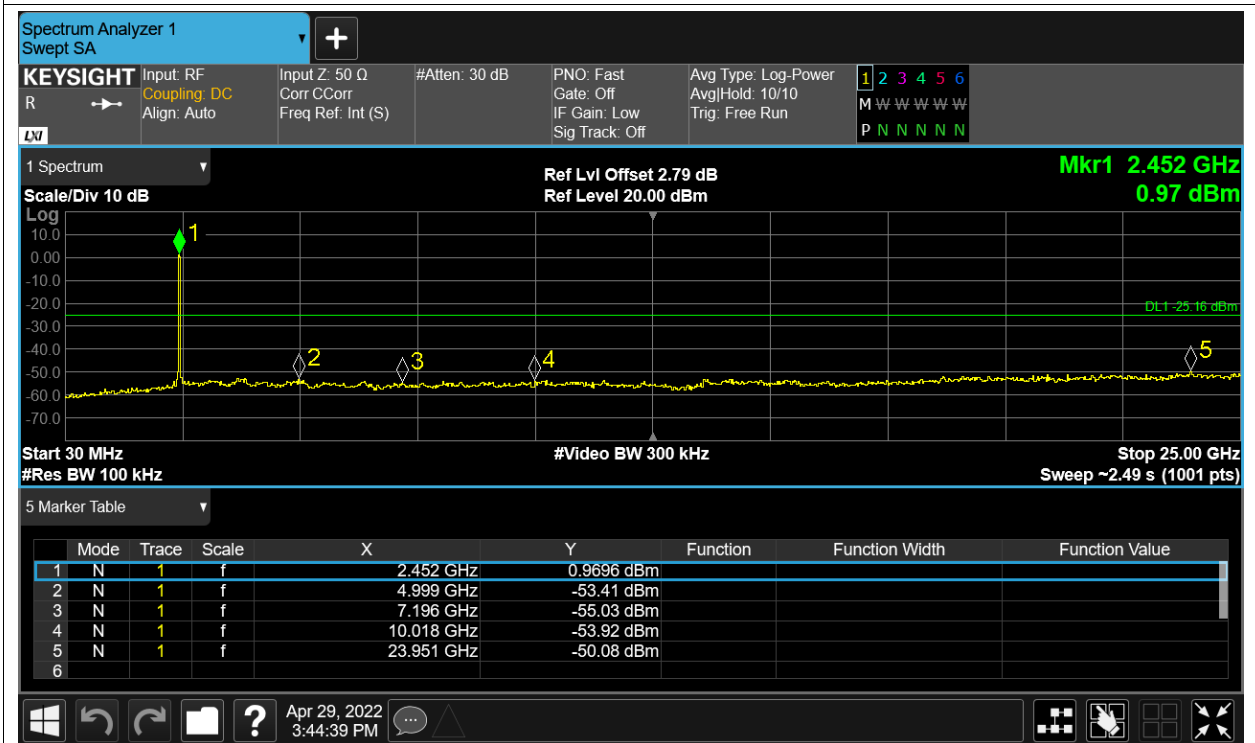 Spectrum Analyzer 1
Swept SA
+
KEYSIGHT
R
LXI
Input: RF
Coupling: DC
Align: Auto
Input Z: 50 Ω
Corr CCorr
Freq Ref: Int (S)
#Atten: 30 dB
PNO: Fast
Gate: Off
IF Gain: Low
Sig Track: Off
Avg Type: Log-Power
Avg|Hold: 10/10
Trig: Free Run
1 2 3 4 5 6
M W W W W W
P N N N N N
1 Spectrum
Scale/Div 10 dB
Ref Lvl Offset 2.79 dB
Ref Level 20.00 dBm
Mkr1 2.452 GHz
0.97 dBm
Log
10.0
0.00
-10.0
-20.0
-30.0
-40.0
-50.0
-60.0
-70.0
1
2
3
4
5
DL1 -25.16 dBm
Start 30 MHz
#Res BW 100 kHz
#Video BW 300 kHz
Stop 25.00 GHz
Sweep ~2.49 s (1001 pts)
5 Marker Table
Mode Trace Scale X Y Function Function Width Function Value
1 N 1 f 2.452 GHz 0.9696 dBm
2 N 1 f 4.999 GHz -53.41 dBm
3 N 1 f 7.196 GHz -55.03 dBm
4 N 1 f 10.018 GHz -53.92 dBm
5 N 1 f 23.951 GHz -50.08 dBm
6
?
Apr 29, 2022
3:44:39 PM